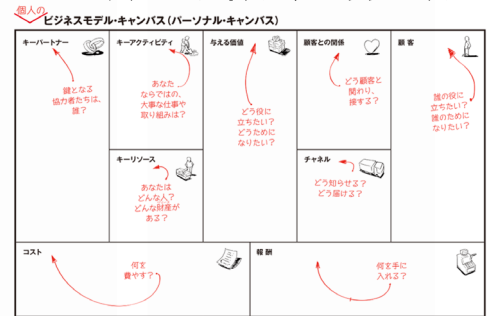 個人の
ビジネスモデル・キャンバス（パーソナル・キャンバス）
キーパートナー
鍵となる
協力者たちは、
誰？
キーアクティビティ
あなた
ならではの、
大事な仕事や
取り組みは？
与える価値
どう役に
立ちたい？
どうために
なりたい？
顧客との関係
どう顧客と
関わり、
接する？
顧 客
誰の役に
立ちたい？
誰のために
なりたい？
キーリソース
あなたは
どんな人？
どんな財産が
ある？
チャネル
どう知らせる？
どう届ける？
コスト
何を
費やす？
報 酬
何を手に
入れる？